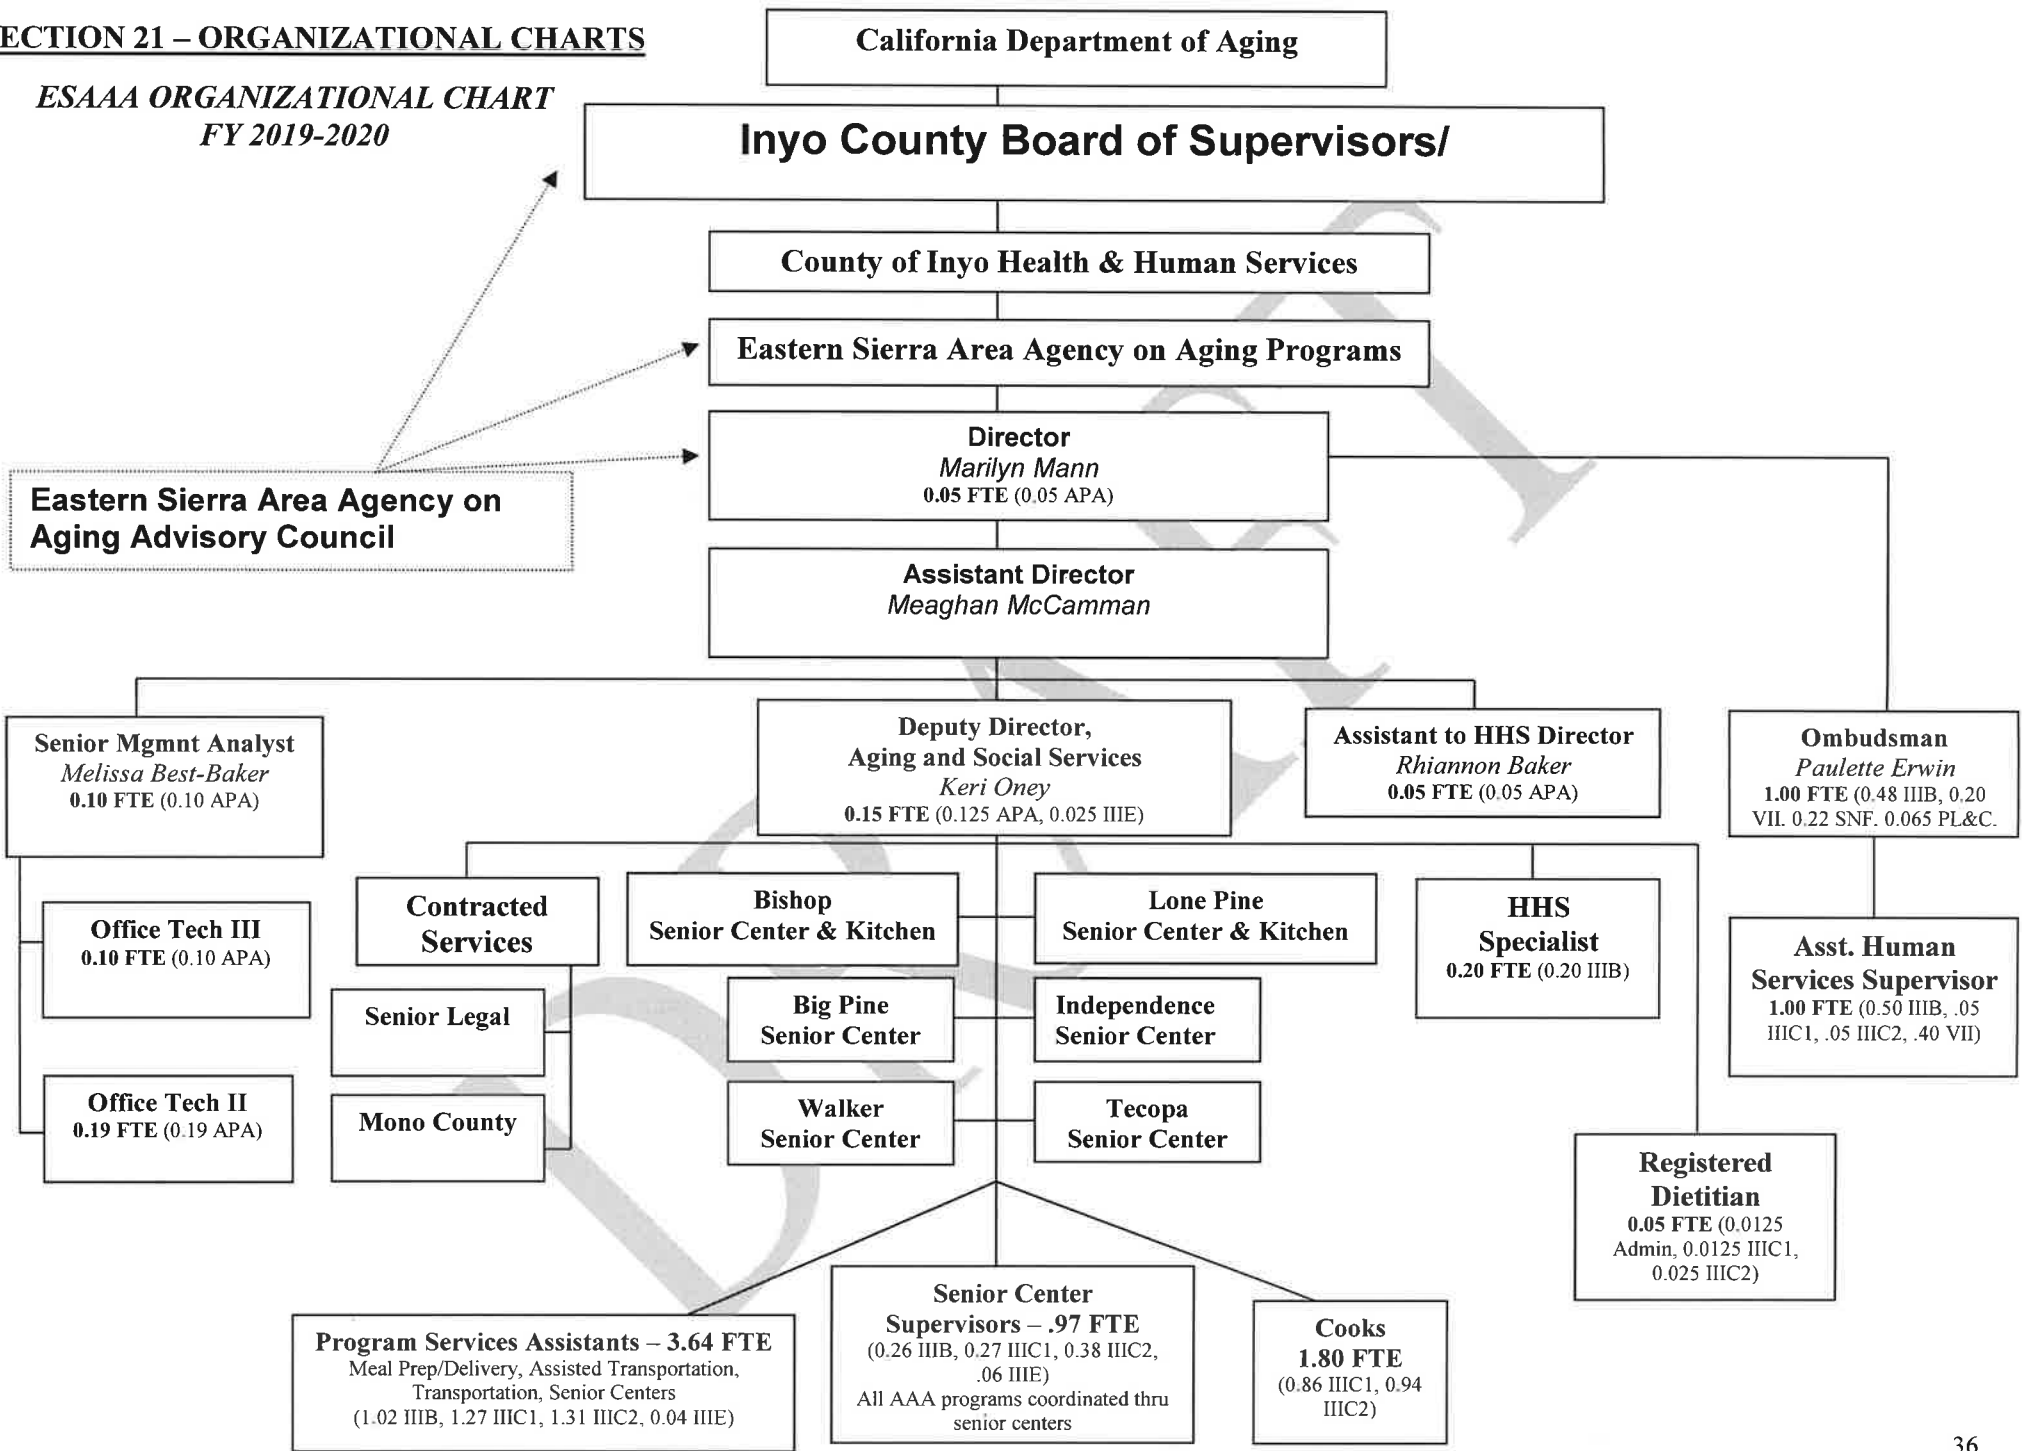 ECTION 21 – ORGANIZATIONAL CHARTS
ESAAA ORGANIZATIONAL CHART
FY 2019-2020
California Department of Aging
Inyo County Board of Supervisors/
County of Inyo Health & Human Services
Eastern Sierra Area Agency on Aging Programs
Director
Marilyn Mann
0.05 FTE (0.05 APA)
Eastern Sierra Area Agency on
Aging Advisory Council
Assistant Director
Meaghan McCamman
Senior Mgmnt Analyst
Melissa Best-Baker
0.10 FTE (0.10 APA)
Deputy Director,
Aging and Social Services
Keri Oney
0.15 FTE (0.125 APA, 0.025 IIIE)
Assistant to HHS Director
Rhiannon Baker
0.05 FTE (0.05 APA)
Ombudsman
Paulette Erwin
1.00 FTE (0.48 IIIB, 0.20
VII. 0.22 SNF. 0.065 PL&C.
Office Tech III
0.10 FTE (0.10 APA)
Office Tech II
0.19 FTE (0.19 APA)
Contracted
Services
Senior Legal
Mono County
Bishop
Senior Center & Kitchen
Lone Pine
Senior Center & Kitchen
Big Pine
Senior Center
Independence
Senior Center
Walker
Senior Center
Tecopa
Senior Center
HHS
Specialist
0.20 FTE (0.20 IIIB)
Asst. Human
Services Supervisor
1.00 FTE (0.50 IIIB, .05
IIIC1, .05 IIIC2, .40 VII)
Registered
Dietitian
0.05 FTE (0.0125
Admin, 0.0125 IIIC1,
0.025 IIIC2)
Program Services Assistants – 3.64 FTE
Meal Prep/Delivery, Assisted Transportation,
Transportation, Senior Centers
(1.02 IIIB, 1.27 IIIC1, 1.31 IIIC2, 0.04 IIIE)
Senior Center
Supervisors – .97 FTE
(0.26 IIIB, 0.27 IIIC1, 0.38 IIIC2,
.06 IIIE)
All AAA programs coordinated thru
senior centers
Cooks
1.80 FTE
(0.86 IIIC1, 0.94
IIIC2)
DRAFT
36